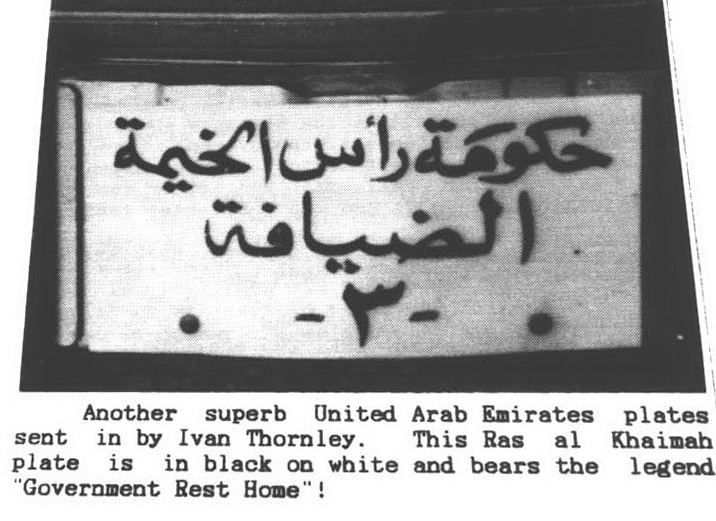 حكومة رأس الخيمة
الضيافة
-٣-
Another superb United Arab Emirates plates
sent in by Ivan Thornley. This Ras al Khaimah
plate is in black on white and bears the legend
"Government Rest Home"!